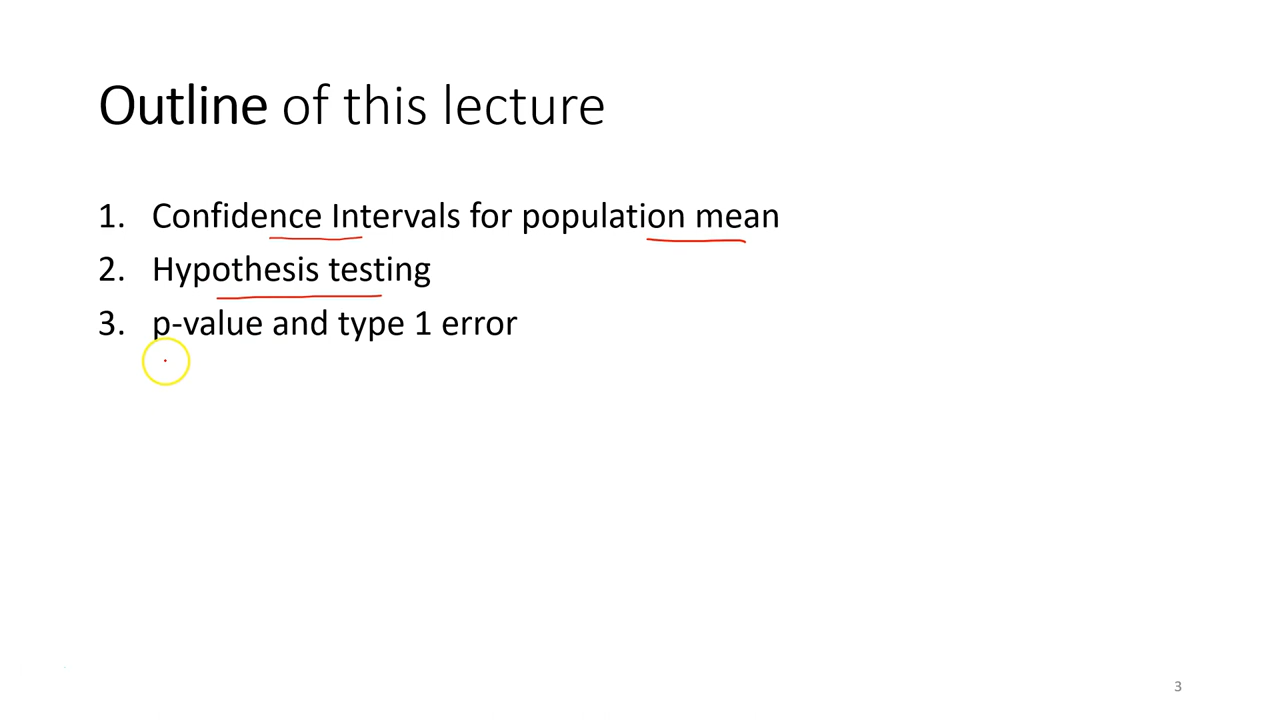 Outline of this lecture
1. Confidence Intervals for population mean
2. Hypothesis testing
3. p-value and type 1 error
3